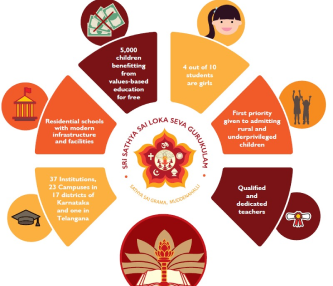 5,000
children
benefitting
from
values-based
education
for free
4 out of 10
students
are girls
Residential schools
with modern
infrastructure
and facilities
First priority
given to admitting
rural and
underprivileged
children
SRI SATHYA SAI LOKA SEVA GURUKULAM
SATHYA SAI GRAMA - MUDDENAHALLI
37 Institutions,
23 Campuses in
17 districts of
Karnataka
and one in
Telangana
Qualified
and
dedicated
teachers